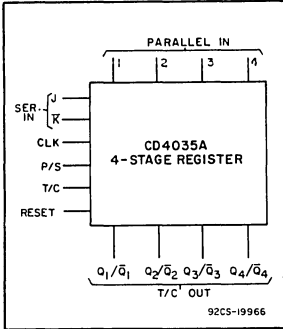 PARALLEL IN
1 2 3 4
SER. IN
J
K̅
CLK
P/S
T/C
RESET
CD4035A
4-STAGE REGISTER
Q1/Q̅1 Q2/Q̅2 Q3/Q̅3 Q4/Q̅4
T/C OUT
92CS-19966